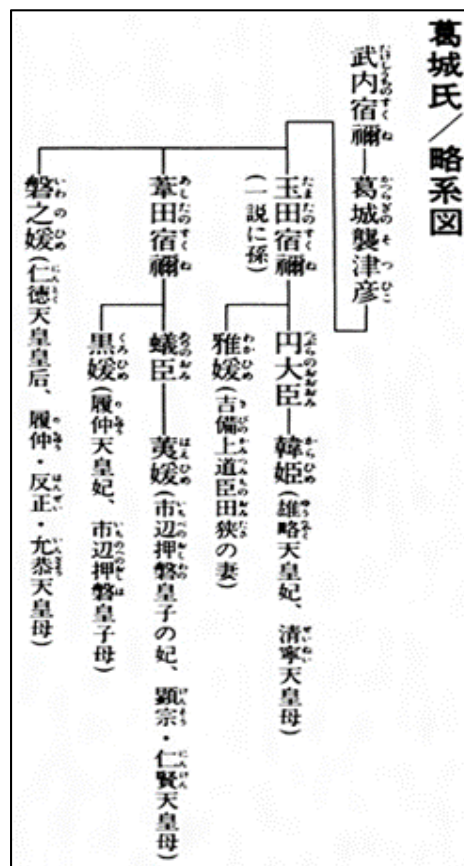 葛城氏/略系図
武内宿禰―葛城襲津彦
玉田宿禰
(一説に孫)
円大臣―韓姫(雄略天皇妃、清寧天皇母)
雅媛(吉備上道臣田狭の妻)
葦田宿禰
蟻臣―荑媛(市辺押磐皇子の妃、顕宗・仁賢天皇母)
黒媛(履仲天皇妃、市辺押磐皇子母)
磐之媛(仁徳天皇皇后、履仲・反正・允恭天皇母)